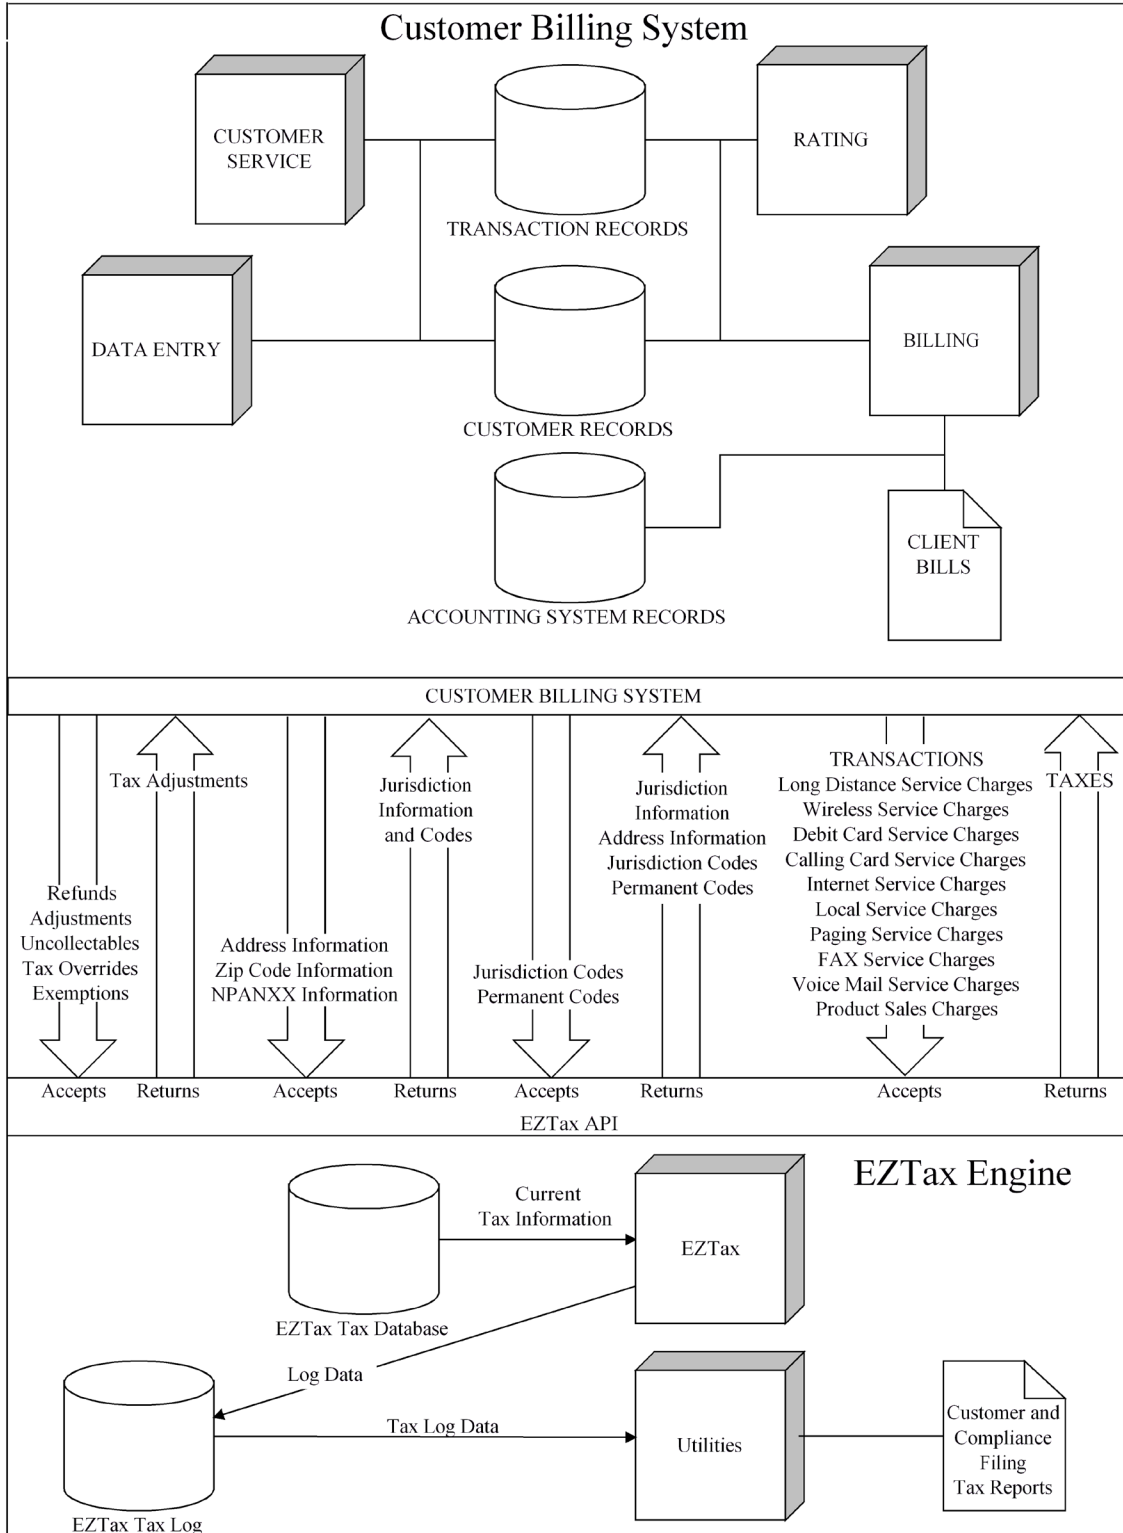 Customer Billing System
CUSTOMER
SERVICE
RATING
TRANSACTION RECORDS
DATA ENTRY
BILLING
CUSTOMER RECORDS
CLIENT
BILLS
ACCOUNTING SYSTEM RECORDS
CUSTOMER BILLING SYSTEM
Refunds
Adjustments
Uncollectables
Tax Overrides
Exemptions
Tax Adjustments
Address Information
Zip Code Information
NPANXX Information
Jurisdiction
Information
and Codes
Jurisdiction Codes
Permanent Codes
Jurisdiction
Information
Address Information
Jurisdiction Codes
Permanent Codes
TRANSACTIONS
Long Distance Service Charges
Wireless Service Charges
Debit Card Service Charges
Calling Card Service Charges
Internet Service Charges
Local Service Charges
Paging Service Charges
FAX Service Charges
Voice Mail Service Charges
Product Sales Charges
TAXES
Accepts
Returns
Accepts
Returns
Accepts
Returns
Accepts
Returns
EZTax API
EZTax Engine
Current
Tax Information
EZTax
EZTax Tax Database
Log Data
Tax Log Data
Utilities
Customer and
Compliance
Filing
Tax Reports
EZTax Tax Log